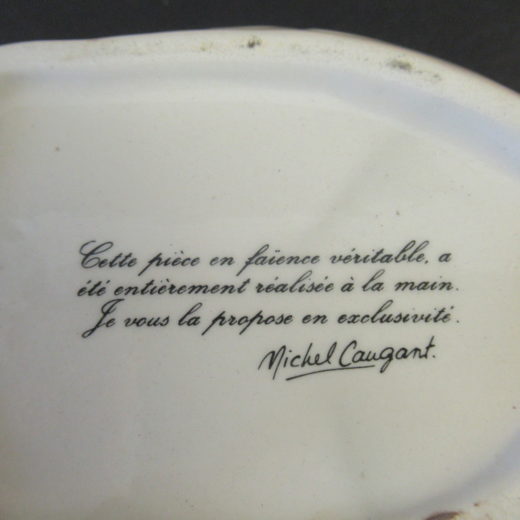 Cette pièce en faïence véritable, a
été entièrement réalisée à la main.
Je vous la propose en exclusivité.
Michel Caugant.